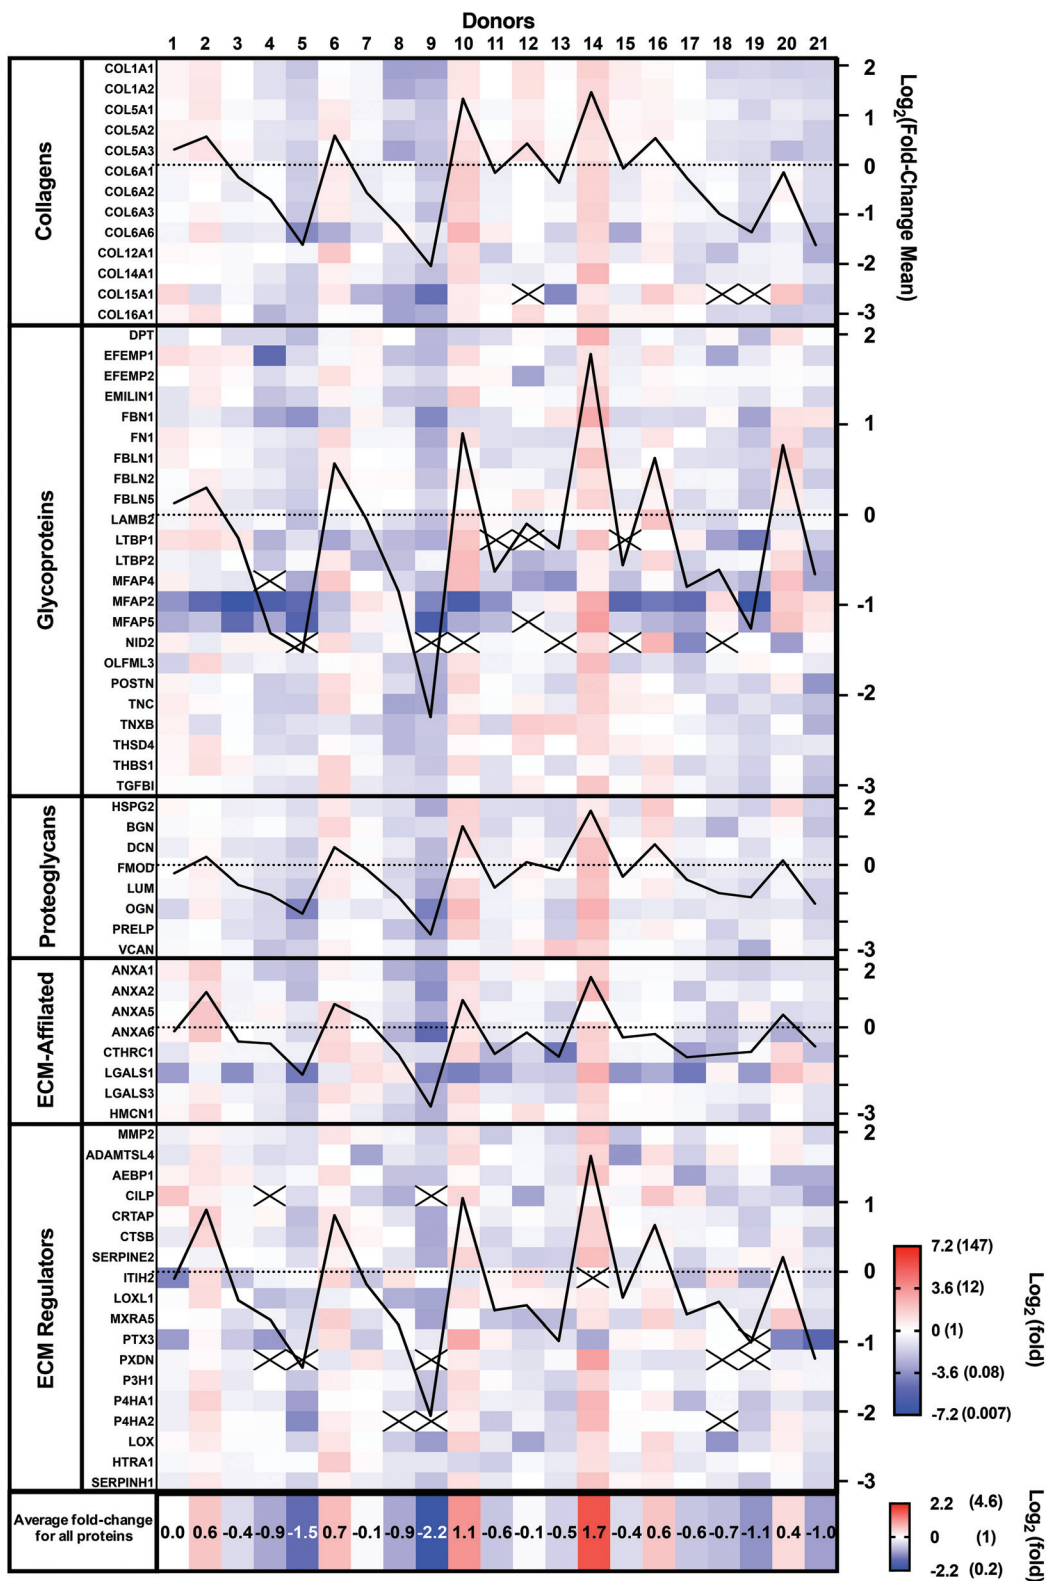 Donors
1 2 3 4 5 6 7 8 9 10 11 12 13 14 15 16 17 18 19 20 21
Collagens
COL1A1
COL1A2
COL5A1
COL5A2
COL5A3
COL6A1
COL6A2
COL6A3
COL6A6
COL12A1
COL14A1
COL15A1
COL16A1
2
1
0
-1
-2
-3
Log2(Fold-Change Mean)
Glycoproteins
DPT
EFEMP1
EFEMP2
EMILIN1
FBN1
FN1
FBLN1
FBLN2
FBLN5
LAMB2
LTBP1
LTBP2
MFAP4
MFAP2
MFAP5
NID2
OLFML3
POSTN
TNC
TNXB
THSD4
THBS1
TGFBI
2
1
0
-1
-2
-3
Proteoglycans
HSPG2
BGN
DCN
FMOD
LUM
OGN
PRELP
VCAN
2
0
-3
ECM-Affilated
ANXA1
ANXA2
ANXA5
ANXA6
CTHRC1
LGALS1
LGALS3
HMCN1
2
0
-3
ECM Regulators
MMP2
ADAMTSL4
AEBP1
CILP
CRTAP
CTSB
SERPINE2
ITIH2
LOXL1
MXRA5
PTX3
PXDN
P3H1
P4HA1
P4HA2
LOX
HTRA1
SERPINH1
2
1
0
-1
-2
-3
7.2 (147)
3.6 (12)
0 (1)
-3.6 (0.08)
-7.2 (0.007)
Log2 (fold)
Average fold-change
for all proteins
0.0 0.6 -0.4 -0.9 -1.5 0.7 -0.1 -0.9 -2.2 1.1 -0.6 -0.1 -0.5 1.7 -0.4 0.6 -0.6 -0.7 -1.1 0.4 -1.0
2.2 (4.6)
0 (1)
-2.2 (0.2)
Log2 (fold)